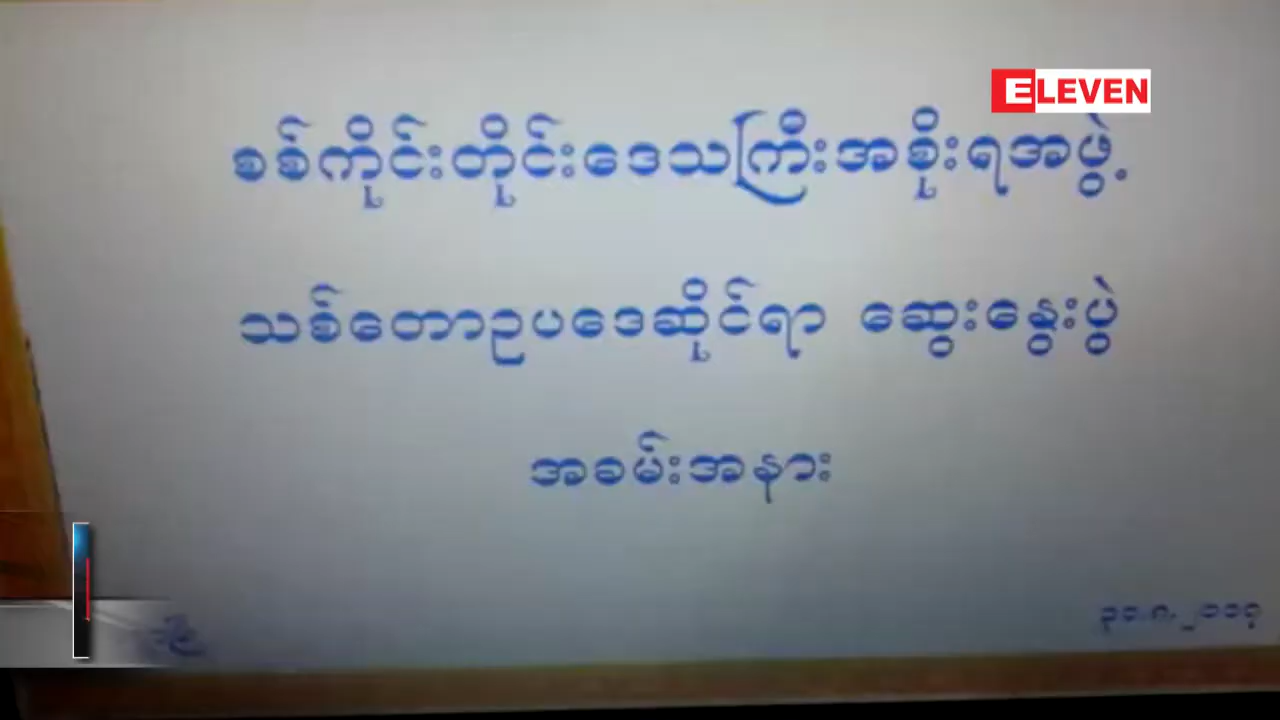 ELEVEN
စစ်ကိုင်းတိုင်းဒေသကြီးအစိုးရအဖွဲ့
သစ်တောဥပဒေဆိုင်ရာ ဆွေးနွေးပွဲ
အခမ်းအနား